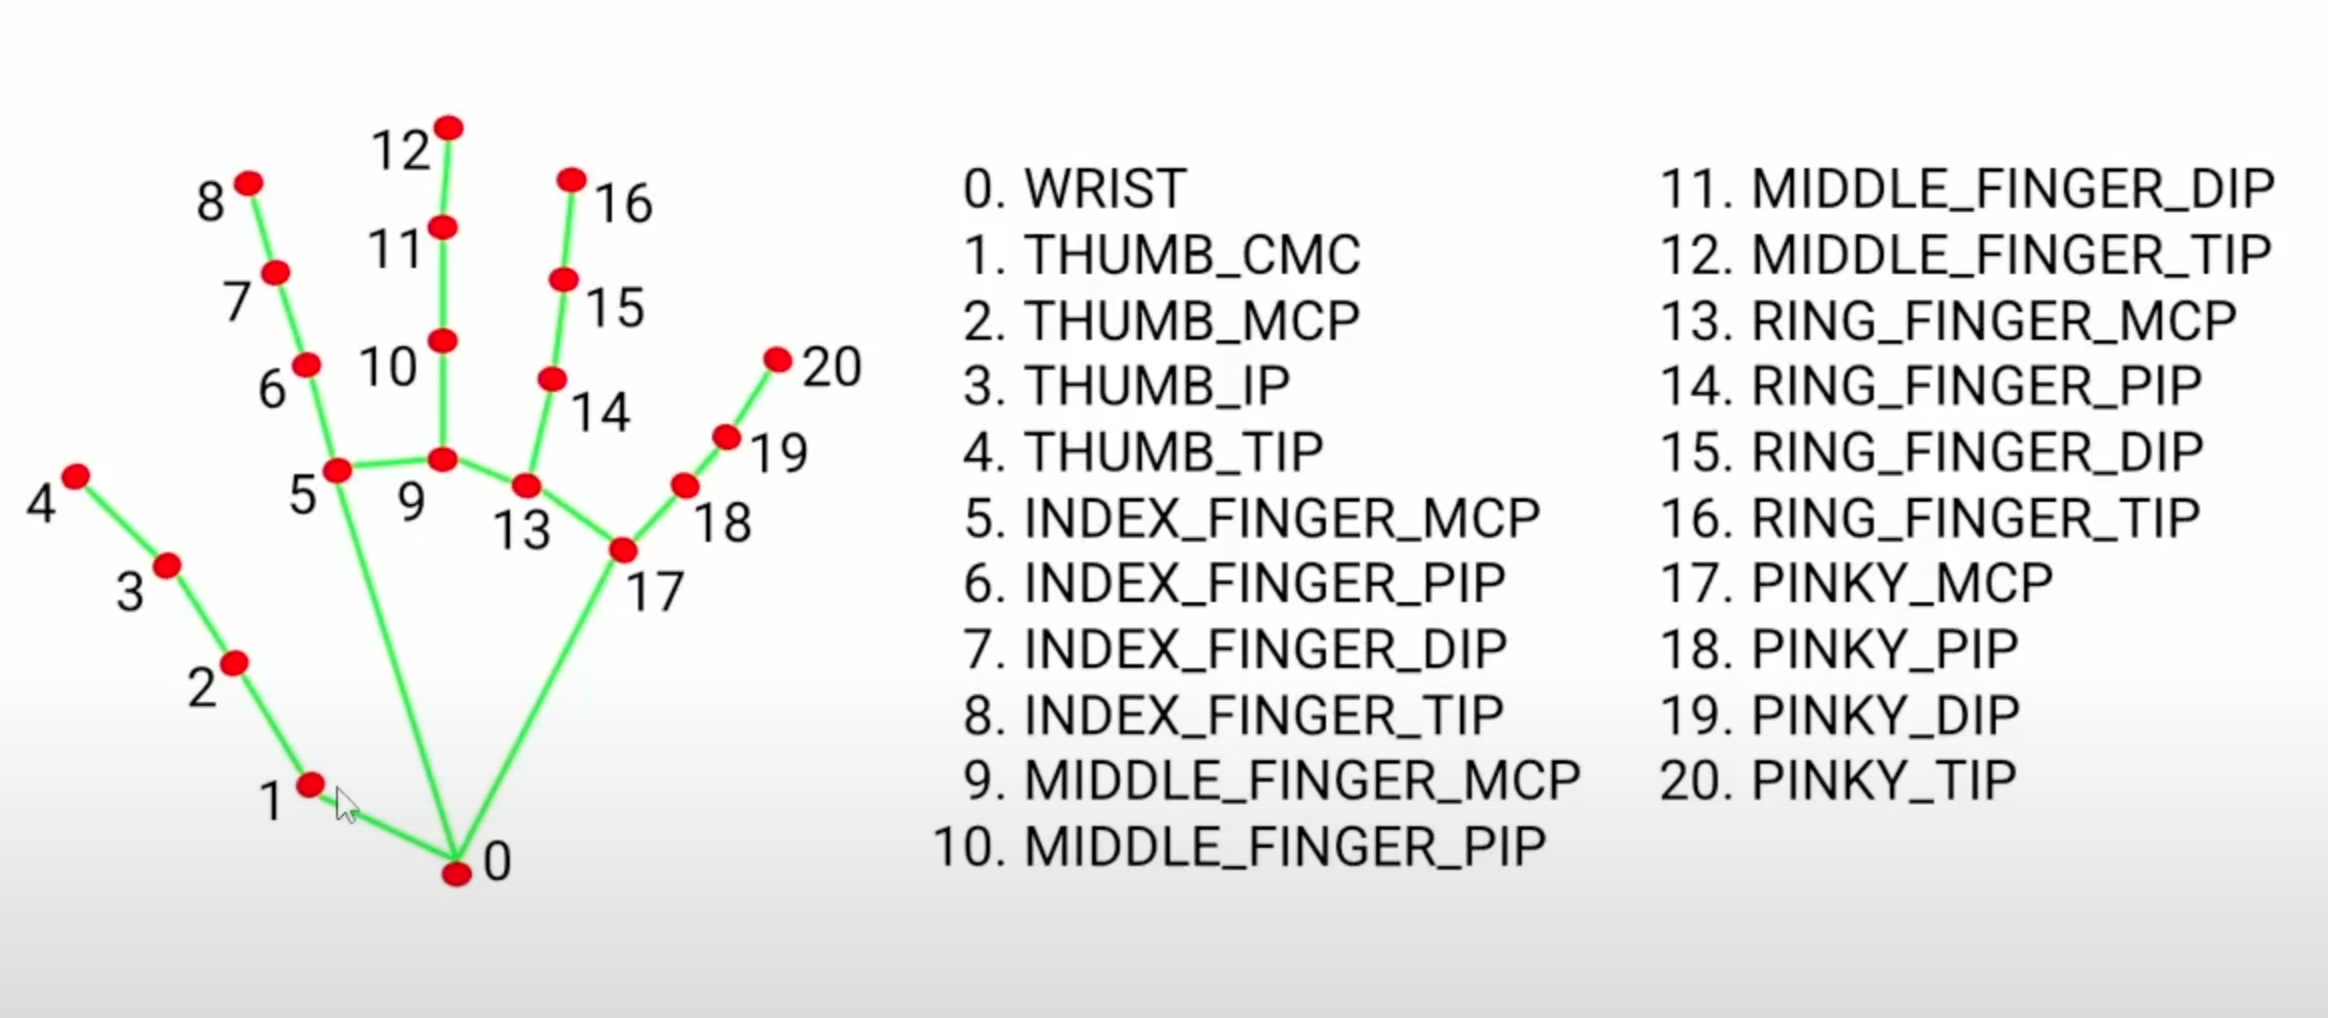 12
8
16
11
7
15
10
6
20
14
19
4
5
9
18
13
3
17
2
1
0
0. WRIST
1. THUMB_CMC
2. THUMB_MCP
3. THUMB_IP
4. THUMB_TIP
5. INDEX_FINGER_MCP
6. INDEX_FINGER_PIP
7. INDEX_FINGER_DIP
8. INDEX_FINGER_TIP
9. MIDDLE_FINGER_MCP
10. MIDDLE_FINGER_PIP
11. MIDDLE_FINGER_DIP
12. MIDDLE_FINGER_TIP
13. RING_FINGER_MCP
14. RING_FINGER_PIP
15. RING_FINGER_DIP
16. RING_FINGER_TIP
17. PINKY_MCP
18. PINKY_PIP
19. PINKY_DIP
20. PINKY_TIP